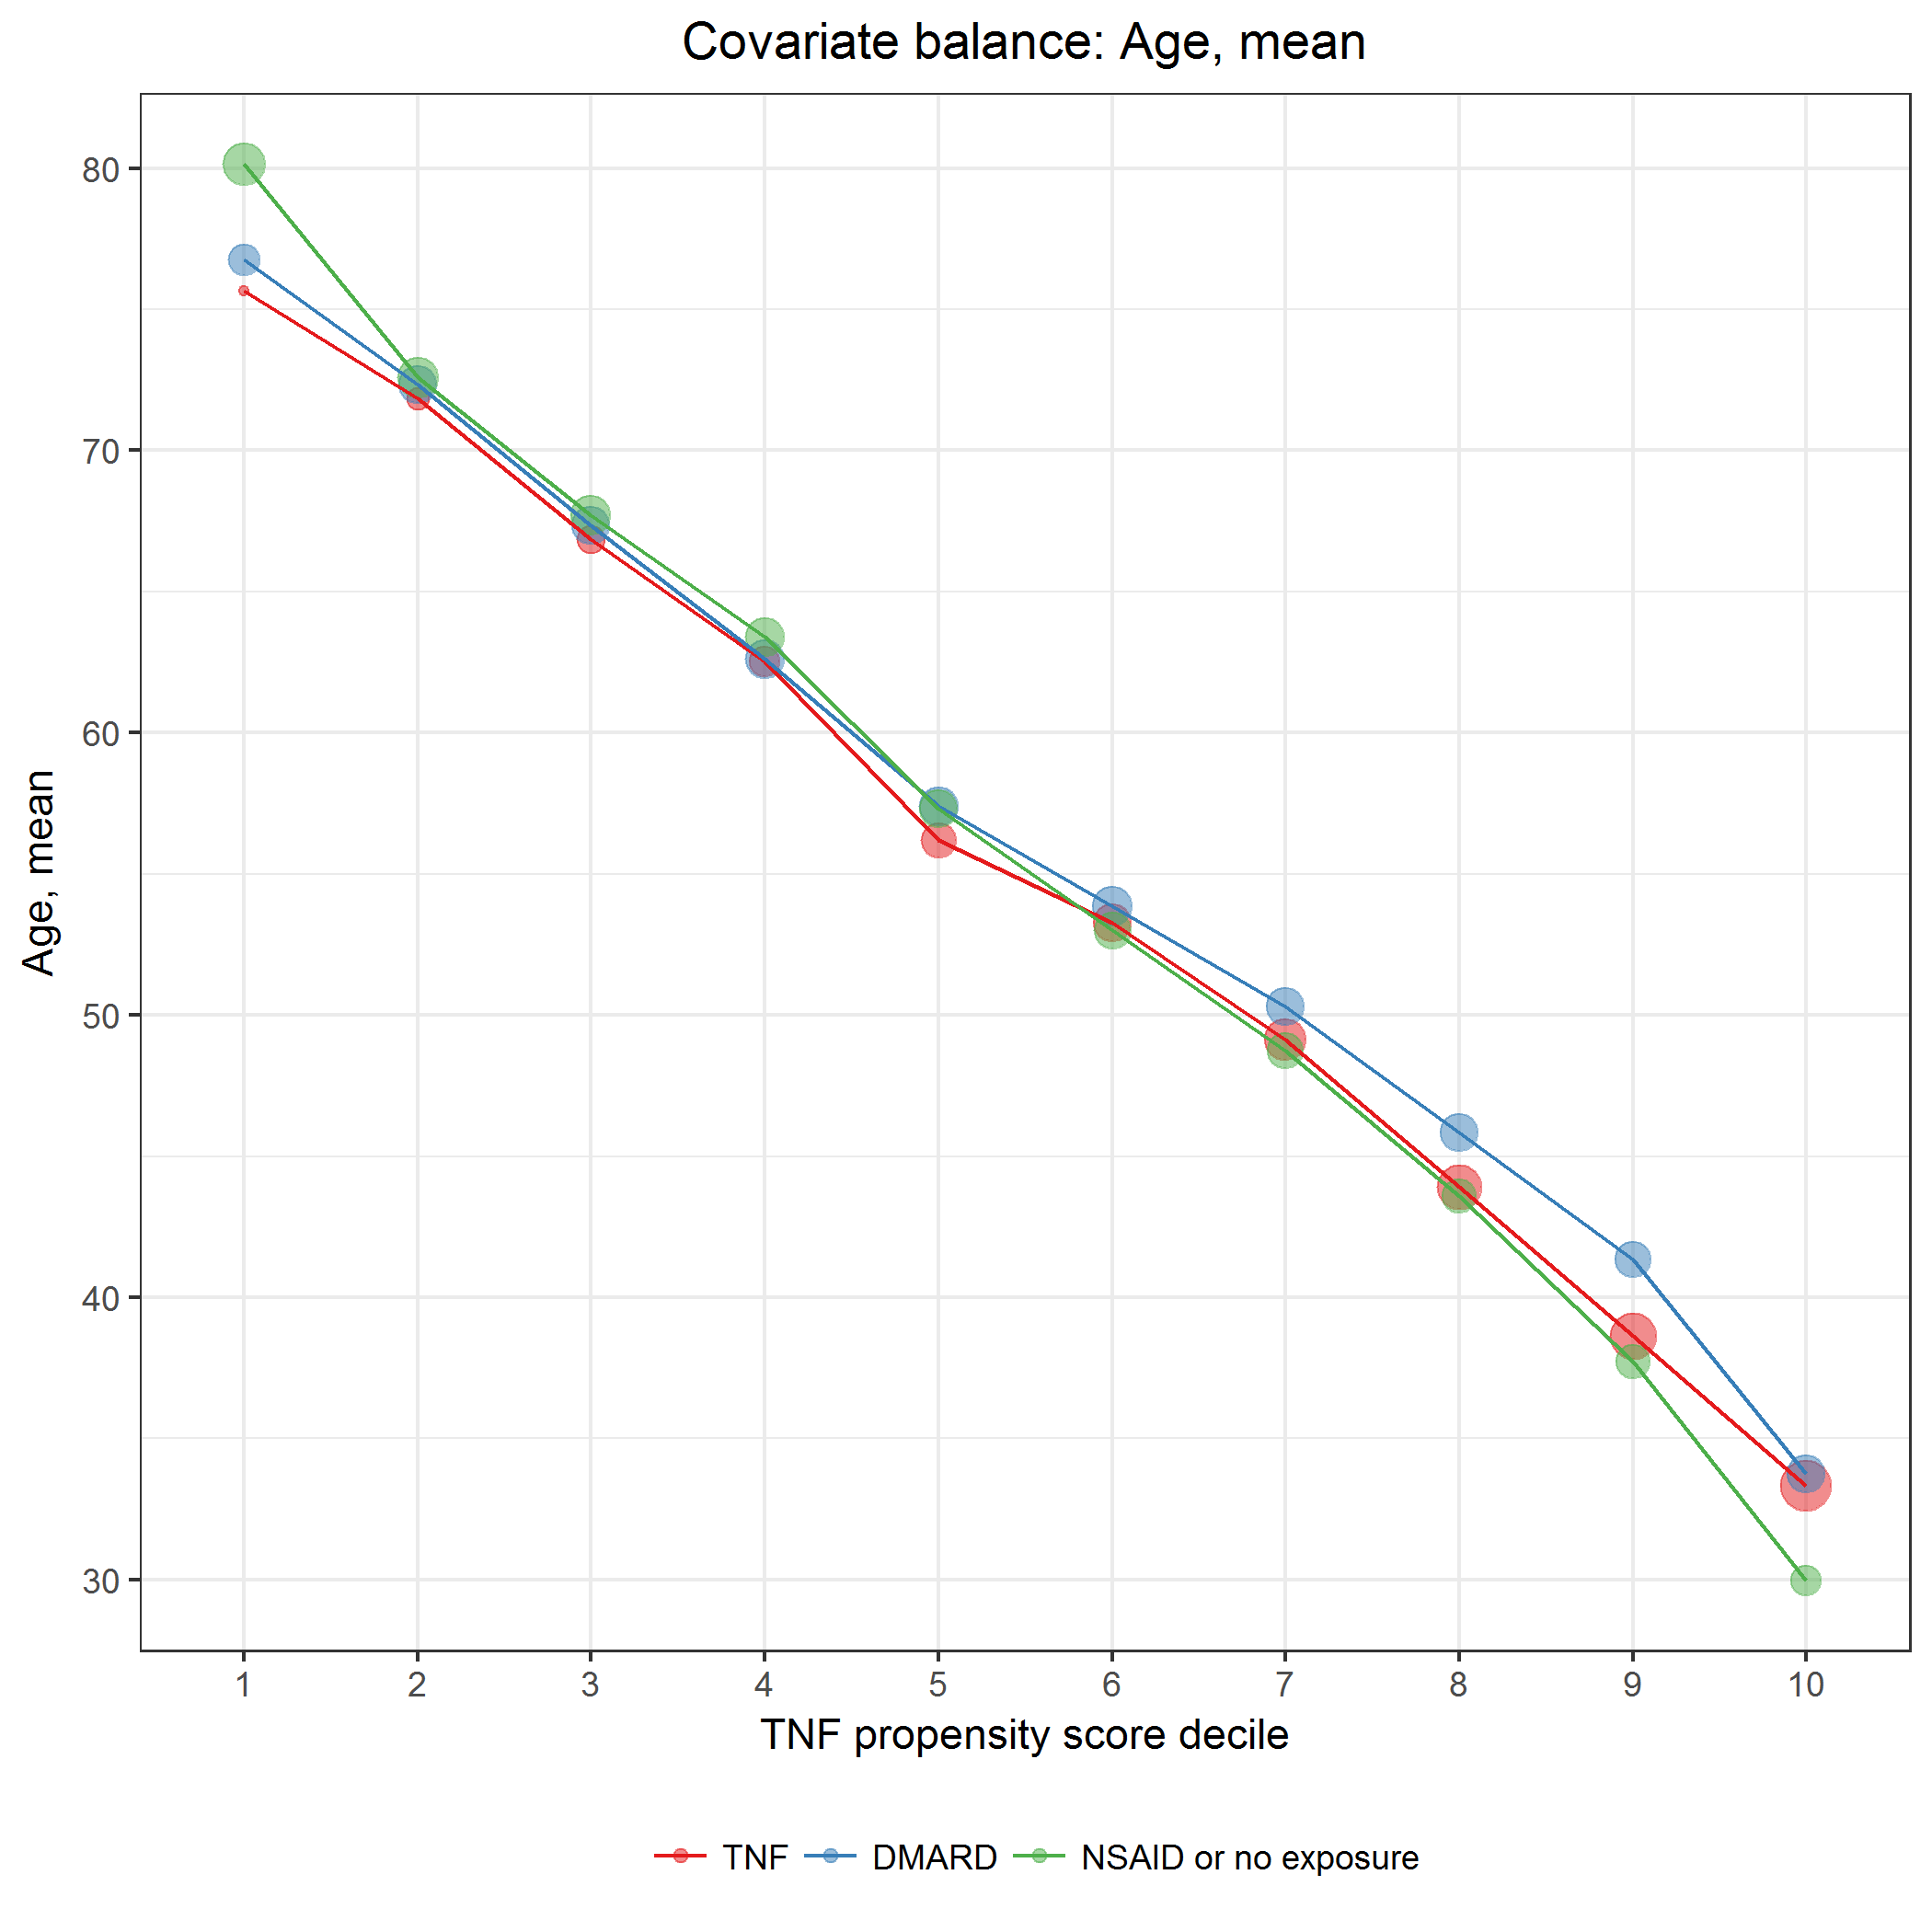 Covariate balance: Age, mean
80
70
60
50
40
30
Age, mean
1 2 3 4 5 6 7 8 9 10
TNF propensity score decile
TNF DMARD NSAID or no exposure